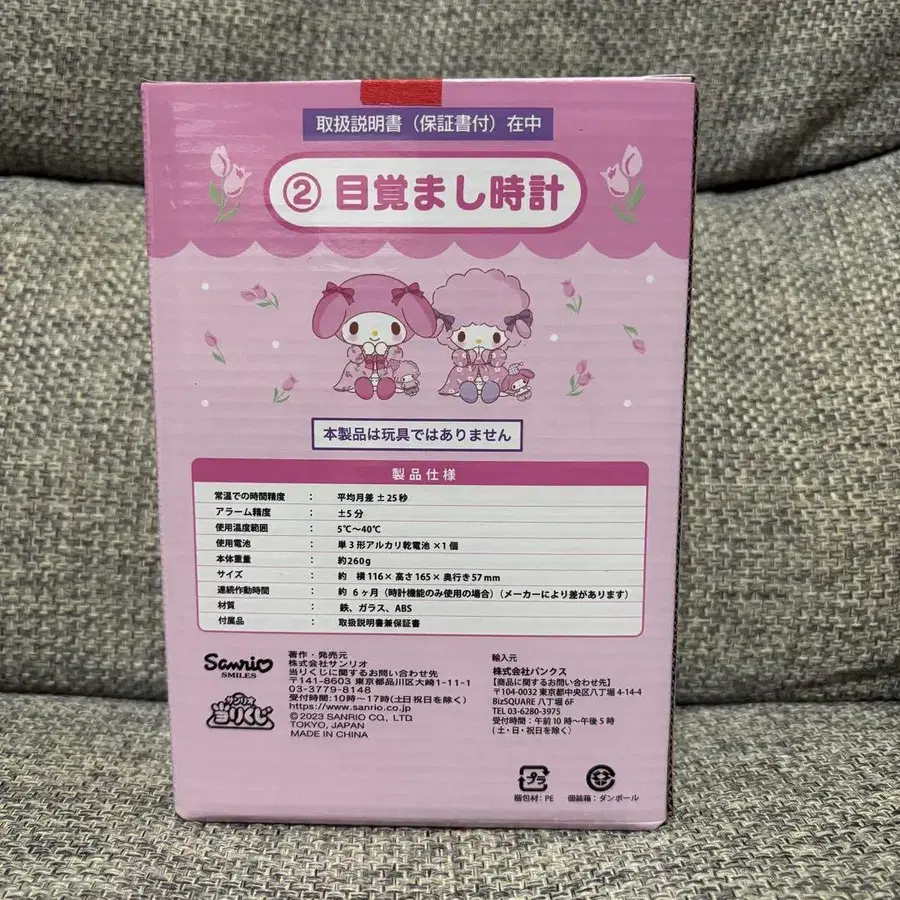 取扱説明書（保証書付）在中
② 目覚まし時計
本製品は玩具ではありません
製品仕様
常温での時間精度 ： 平均月差 ±25秒
アラーム精度 ： ±5分
使用温度範囲 ： 5℃～40℃
使用電池 ： 単3形アルカリ乾電池 ×1個
本体重量 ： 約260g
サイズ ： 約 横116× 高さ165× 奥行き57mm
連続作動時間 ： 約 6ヶ月（時計機能のみ使用の場合）（メーカーにより差があります）
材質 ： 鉄、ガラス、ABS
付属品 ： 取扱説明書兼保証書
Sanrio
SMILES
サンリオ
当りくじ
著作・発売元
株式会社サンリオ
当りくじに関するお問い合わせ先
〒141-8603 東京都品川区大崎1-11-1
03-3779-8148
受付時間:10時～17時(土日祝日を除く)
https://www.sanrio.co.jp
©2023 SANRIO CO., LTD.
TOKYO, JAPAN
MADE IN CHINA
輸入元
株式会社バンクス
【商品に関するお問い合わせ先】
〒104-0032 東京都中央区八丁堀 4-14-4
BizSQUARE 八丁堀 6F
TEL 03-6280-3975
受付時間：午前10時～午後5時
(土・日・祝日を除く)
プラ
梱包材: PE
個装箱: ダンボール